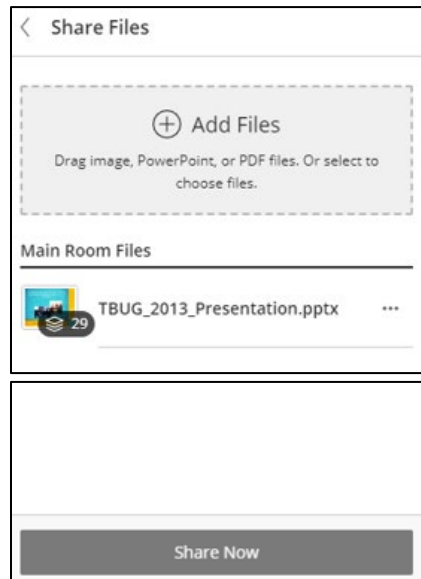 Share Files
Add Files
Drag image, PowerPoint, or PDF files. Or select to
choose files.
Main Room Files
29
TBUG_2013_Presentation.pptx
Share Now